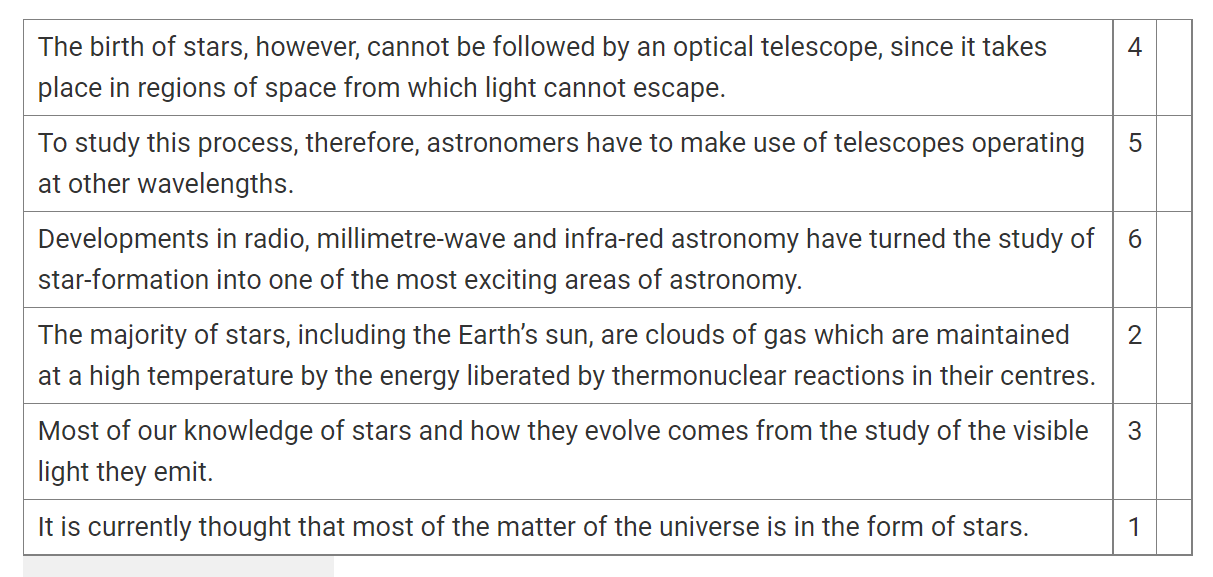 The birth of stars, however, cannot be followed by an optical telescope, since it takes 4
place in regions of space from which light cannot escape.
To study this process, therefore, astronomers have to make use of telescopes operating 5
at other wavelengths.
Developments in radio, millimetre-wave and infra-red astronomy have turned the study of 6
star-formation into one of the most exciting areas of astronomy.
The majority of stars, including the Earth’s sun, are clouds of gas which are maintained 2
at a high temperature by the energy liberated by thermonuclear reactions in their centres.
Most of our knowledge of stars and how they evolve comes from the study of the visible 3
light they emit.
It is currently thought that most of the matter of the universe is in the form of stars. 1